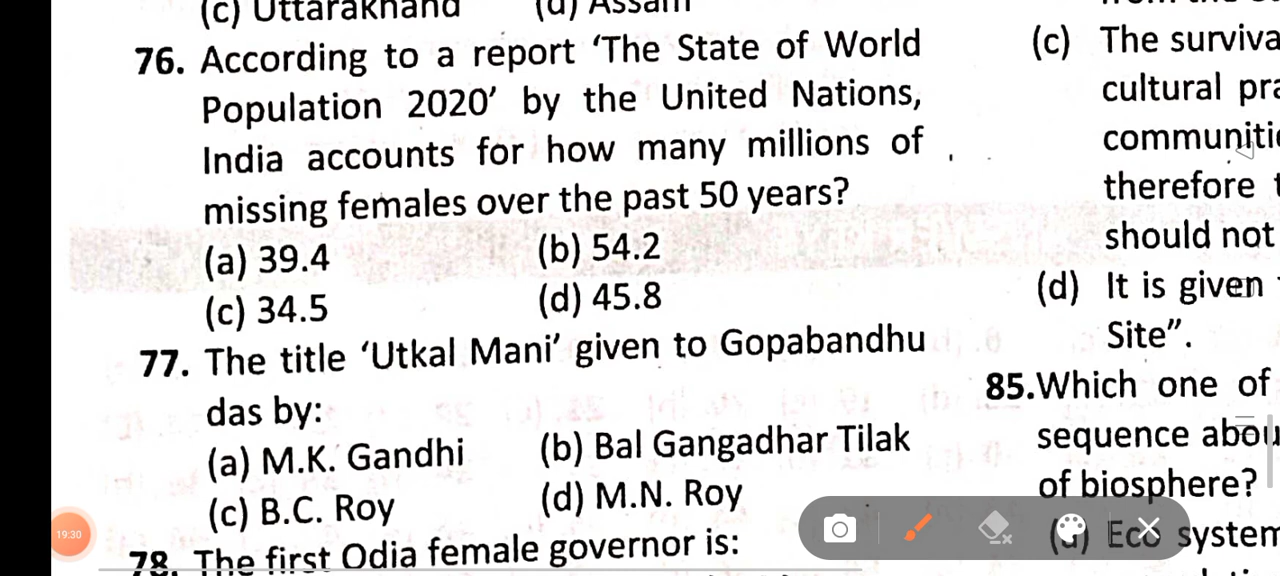 (c) Uttarakhand (d) Assam
76. According to a report ‘The State of World
Population 2020’ by the United Nations,
India accounts for how many millions of
missing females over the past 50 years?
(a) 39.4 (b) 54.2
(c) 34.5 (d) 45.8
77. The title ‘Utkal Mani’ given to Gopabandhu
das by:
(a) M.K. Gandhi (b) Bal Gangadhar Tilak
(c) B.C. Roy (d) M.N. Roy
78. The first Odia female governor is:
(c) The surviva
cultural pra
communitie
therefore t
should not
(d) It is given
Site”.
85.Which one of
sequence abou
of biosphere?
(a) Eco system
19:30